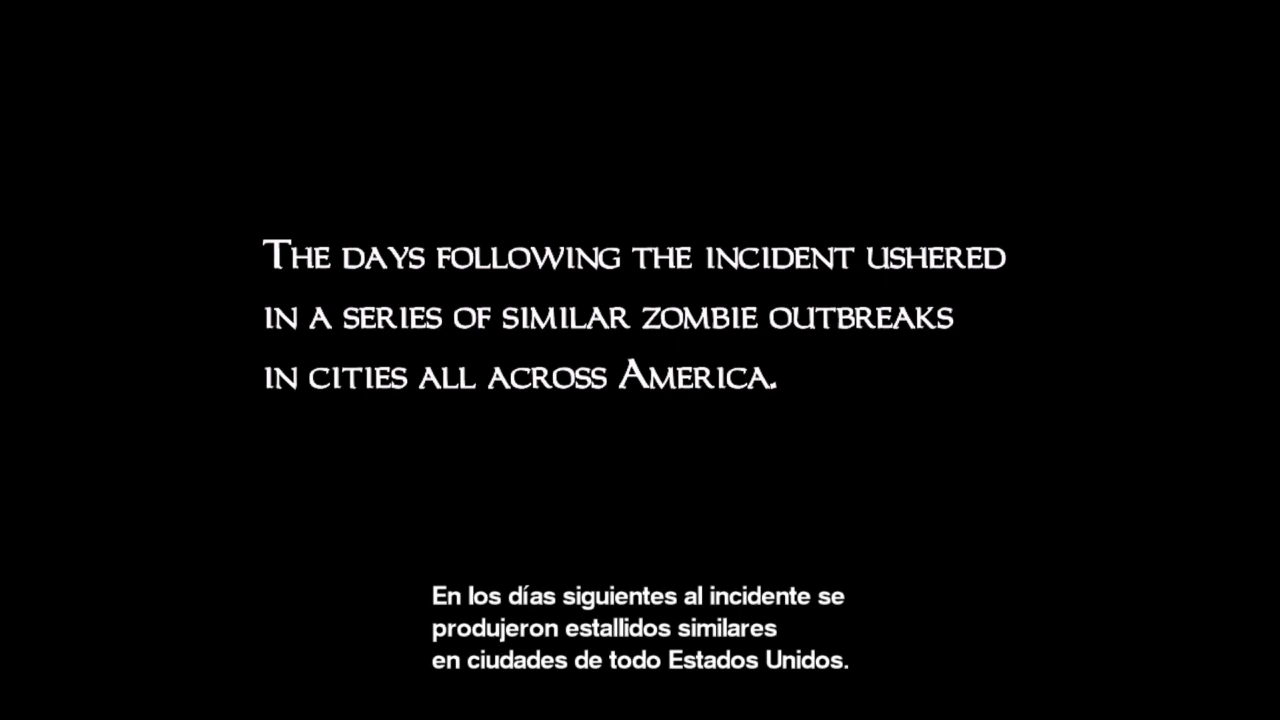 The days following the incident ushered
in a series of similar zombie outbreaks
in cities all across America.
En los días siguientes al incidente se
produjeron estallidos similares
en ciudades de todo Estados Unidos.